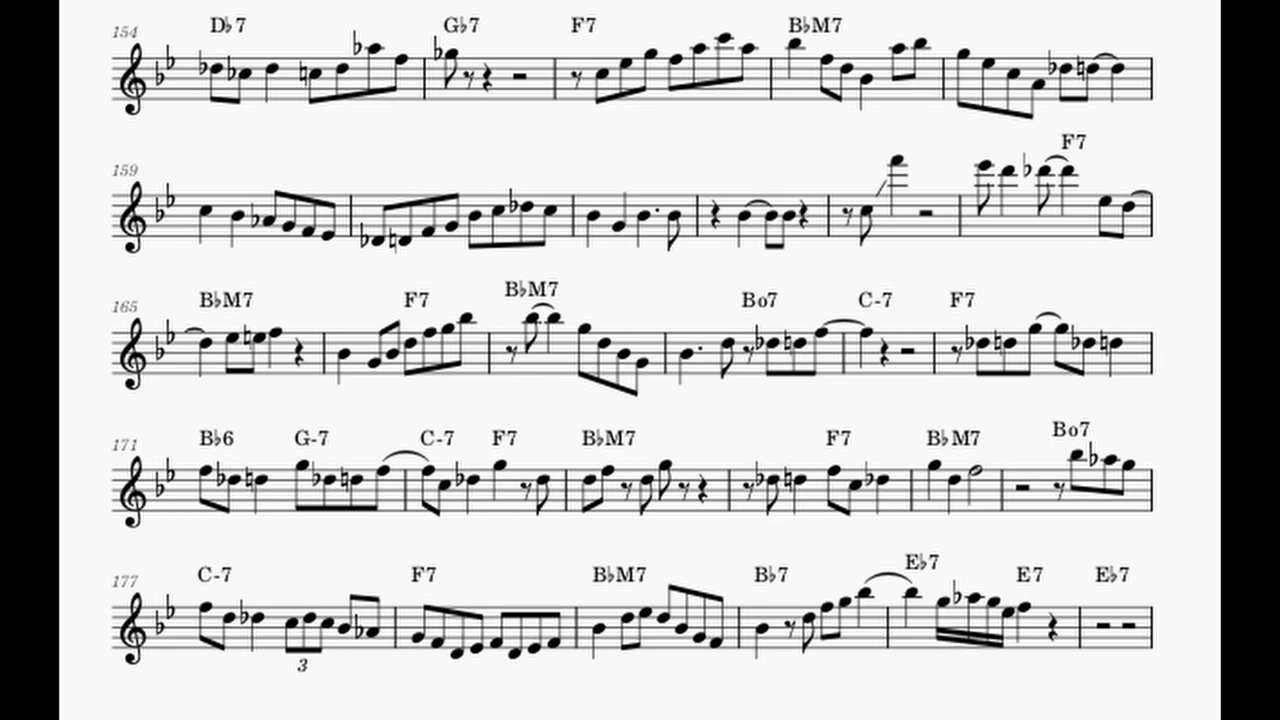 D♭7 G♭7 F7 B♭M7
154
F7
159
B♭M7 F7 B♭M7 Bo7 C-7 F7
165
B♭6 G-7 C-7 F7 B♭M7 F7 B♭M7 Bo7
171
C-7 F7 B♭M7 B♭7 E♭7 E7 E♭7
177
3